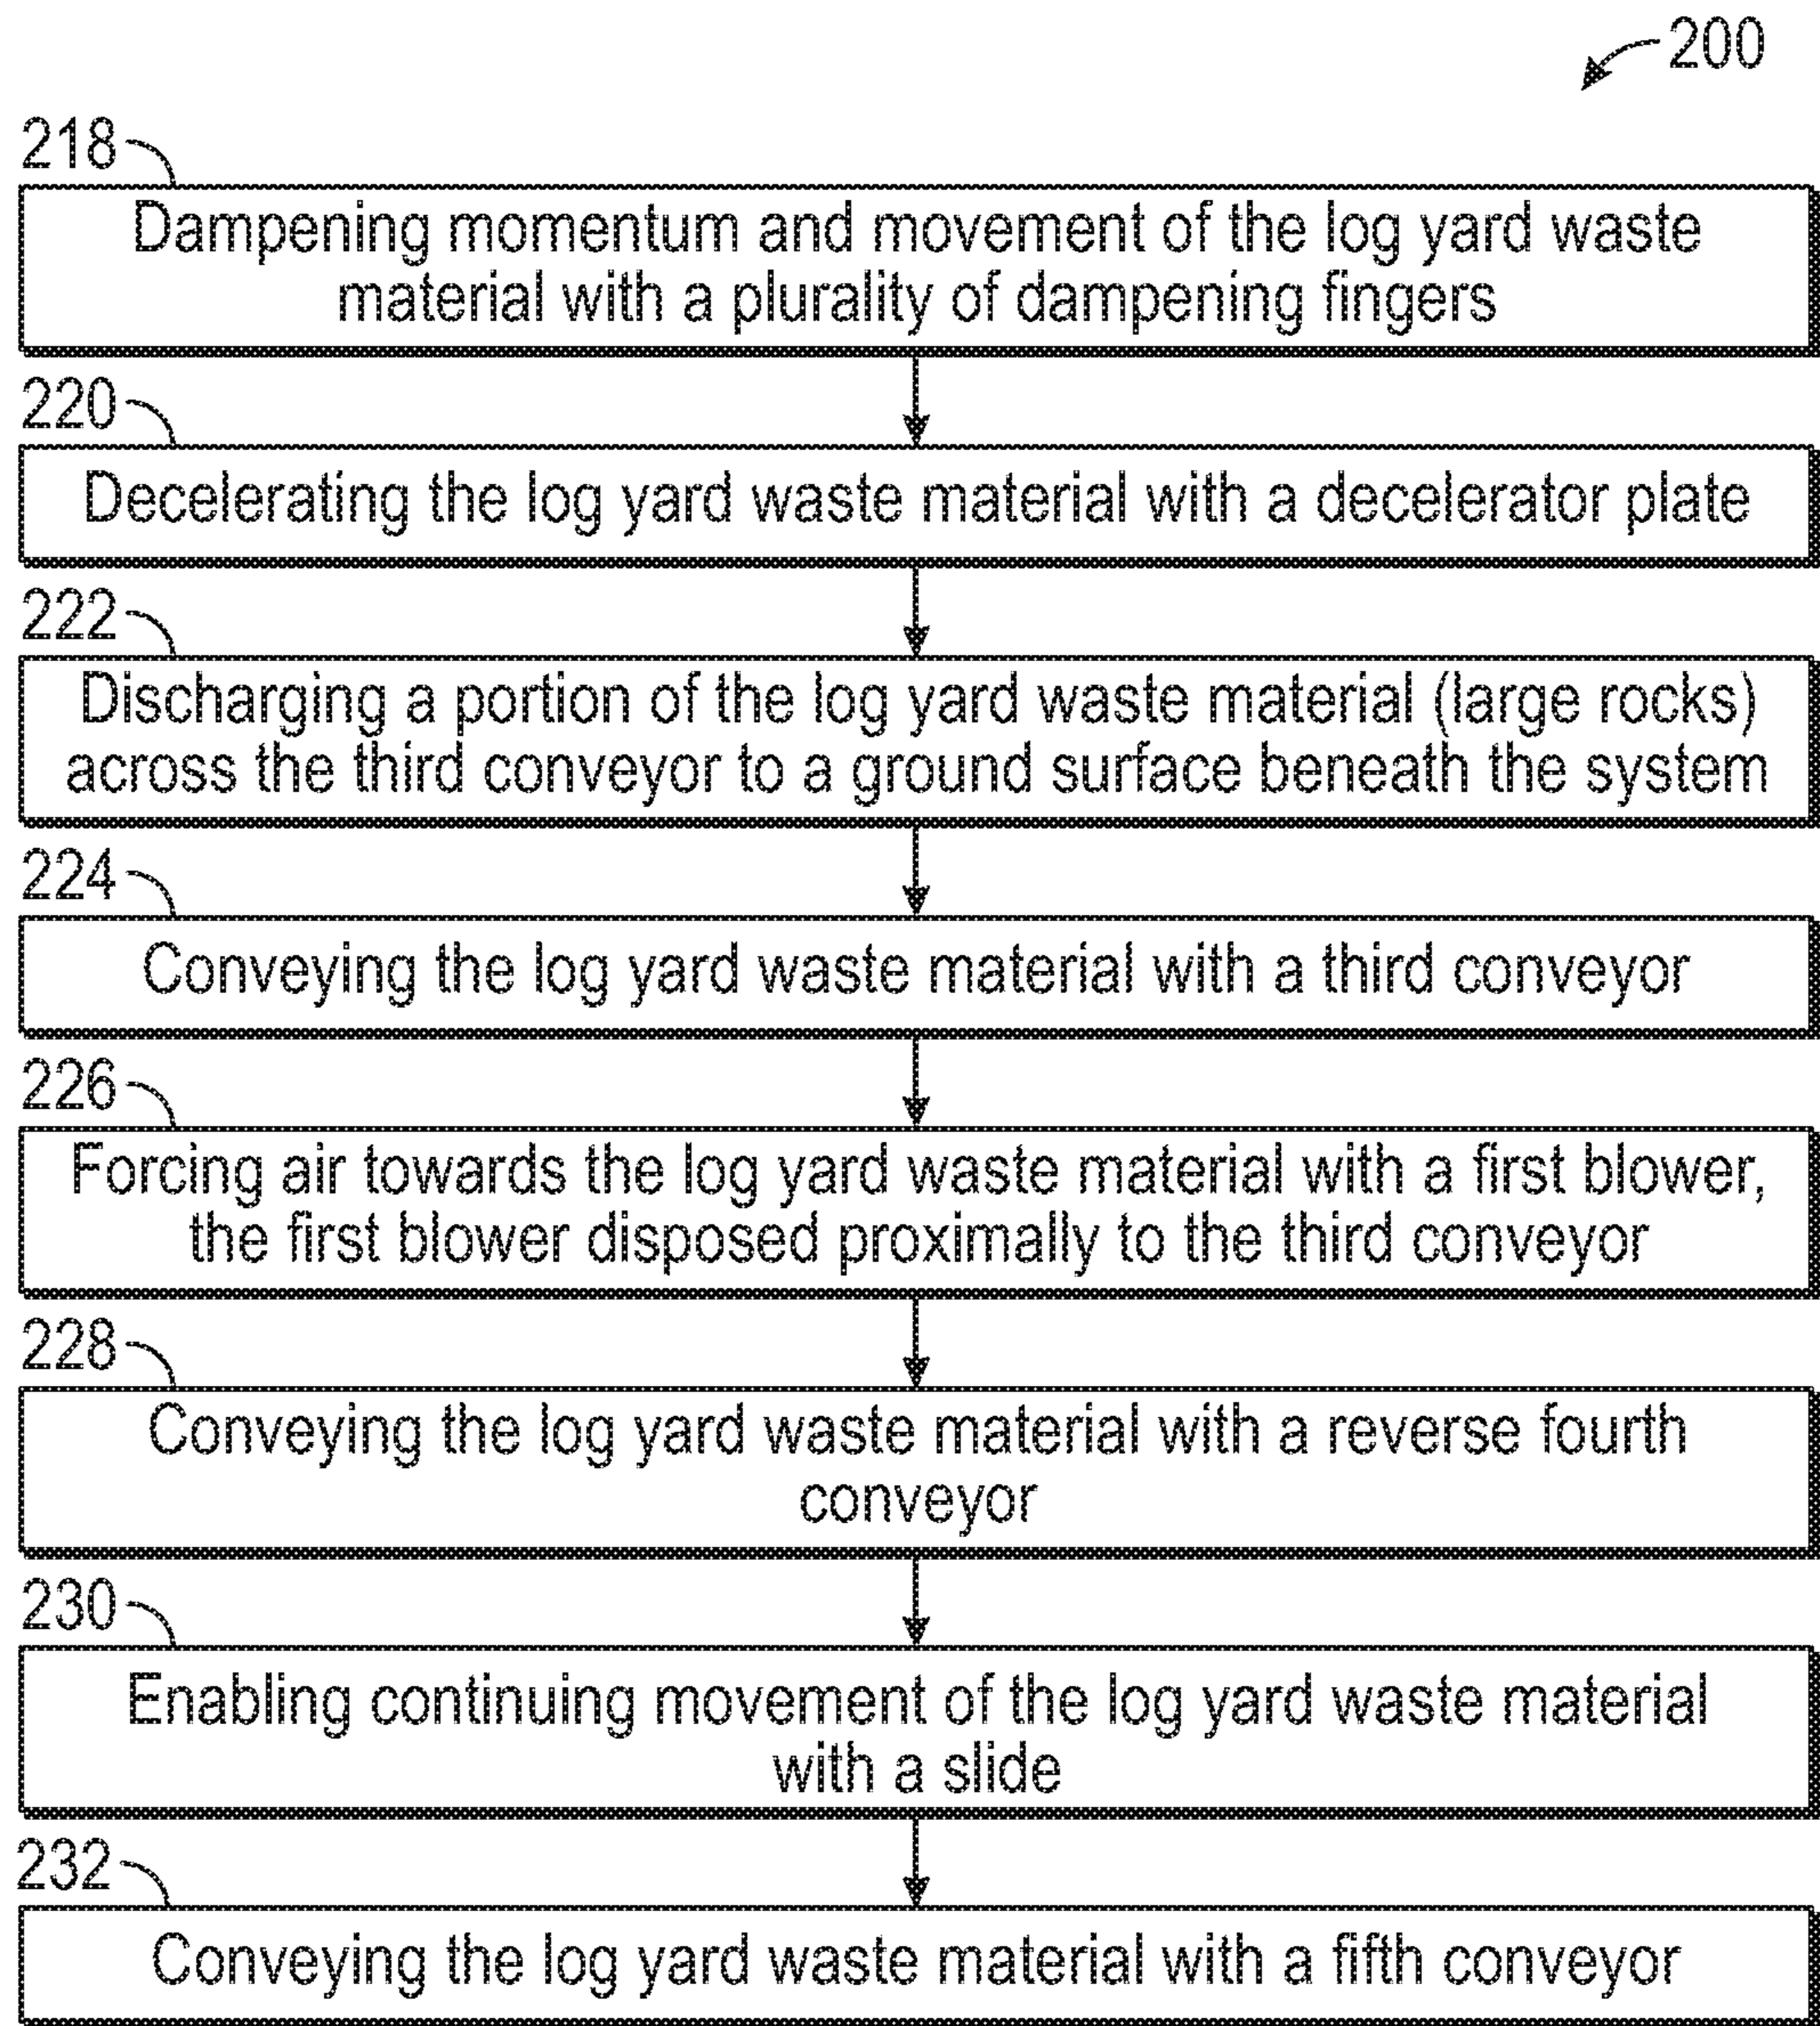 200
218
Dampening momentum and movement of the log yard waste
material with a plurality of dampening fingers
220
Decelerating the log yard waste material with a decelerator plate
222
Discharging a portion of the log yard waste material (large rocks)
across the third conveyor to a ground surface beneath the system
224
Conveying the log yard waste material with a third conveyor
226
Forcing air towards the log yard waste material with a first blower,
the first blower disposed proximally to the third conveyor
228
Conveying the log yard waste material with a reverse fourth
conveyor
230
Enabling continuing movement of the log yard waste material
with a slide
232
Conveying the log yard waste material with a fifth conveyor